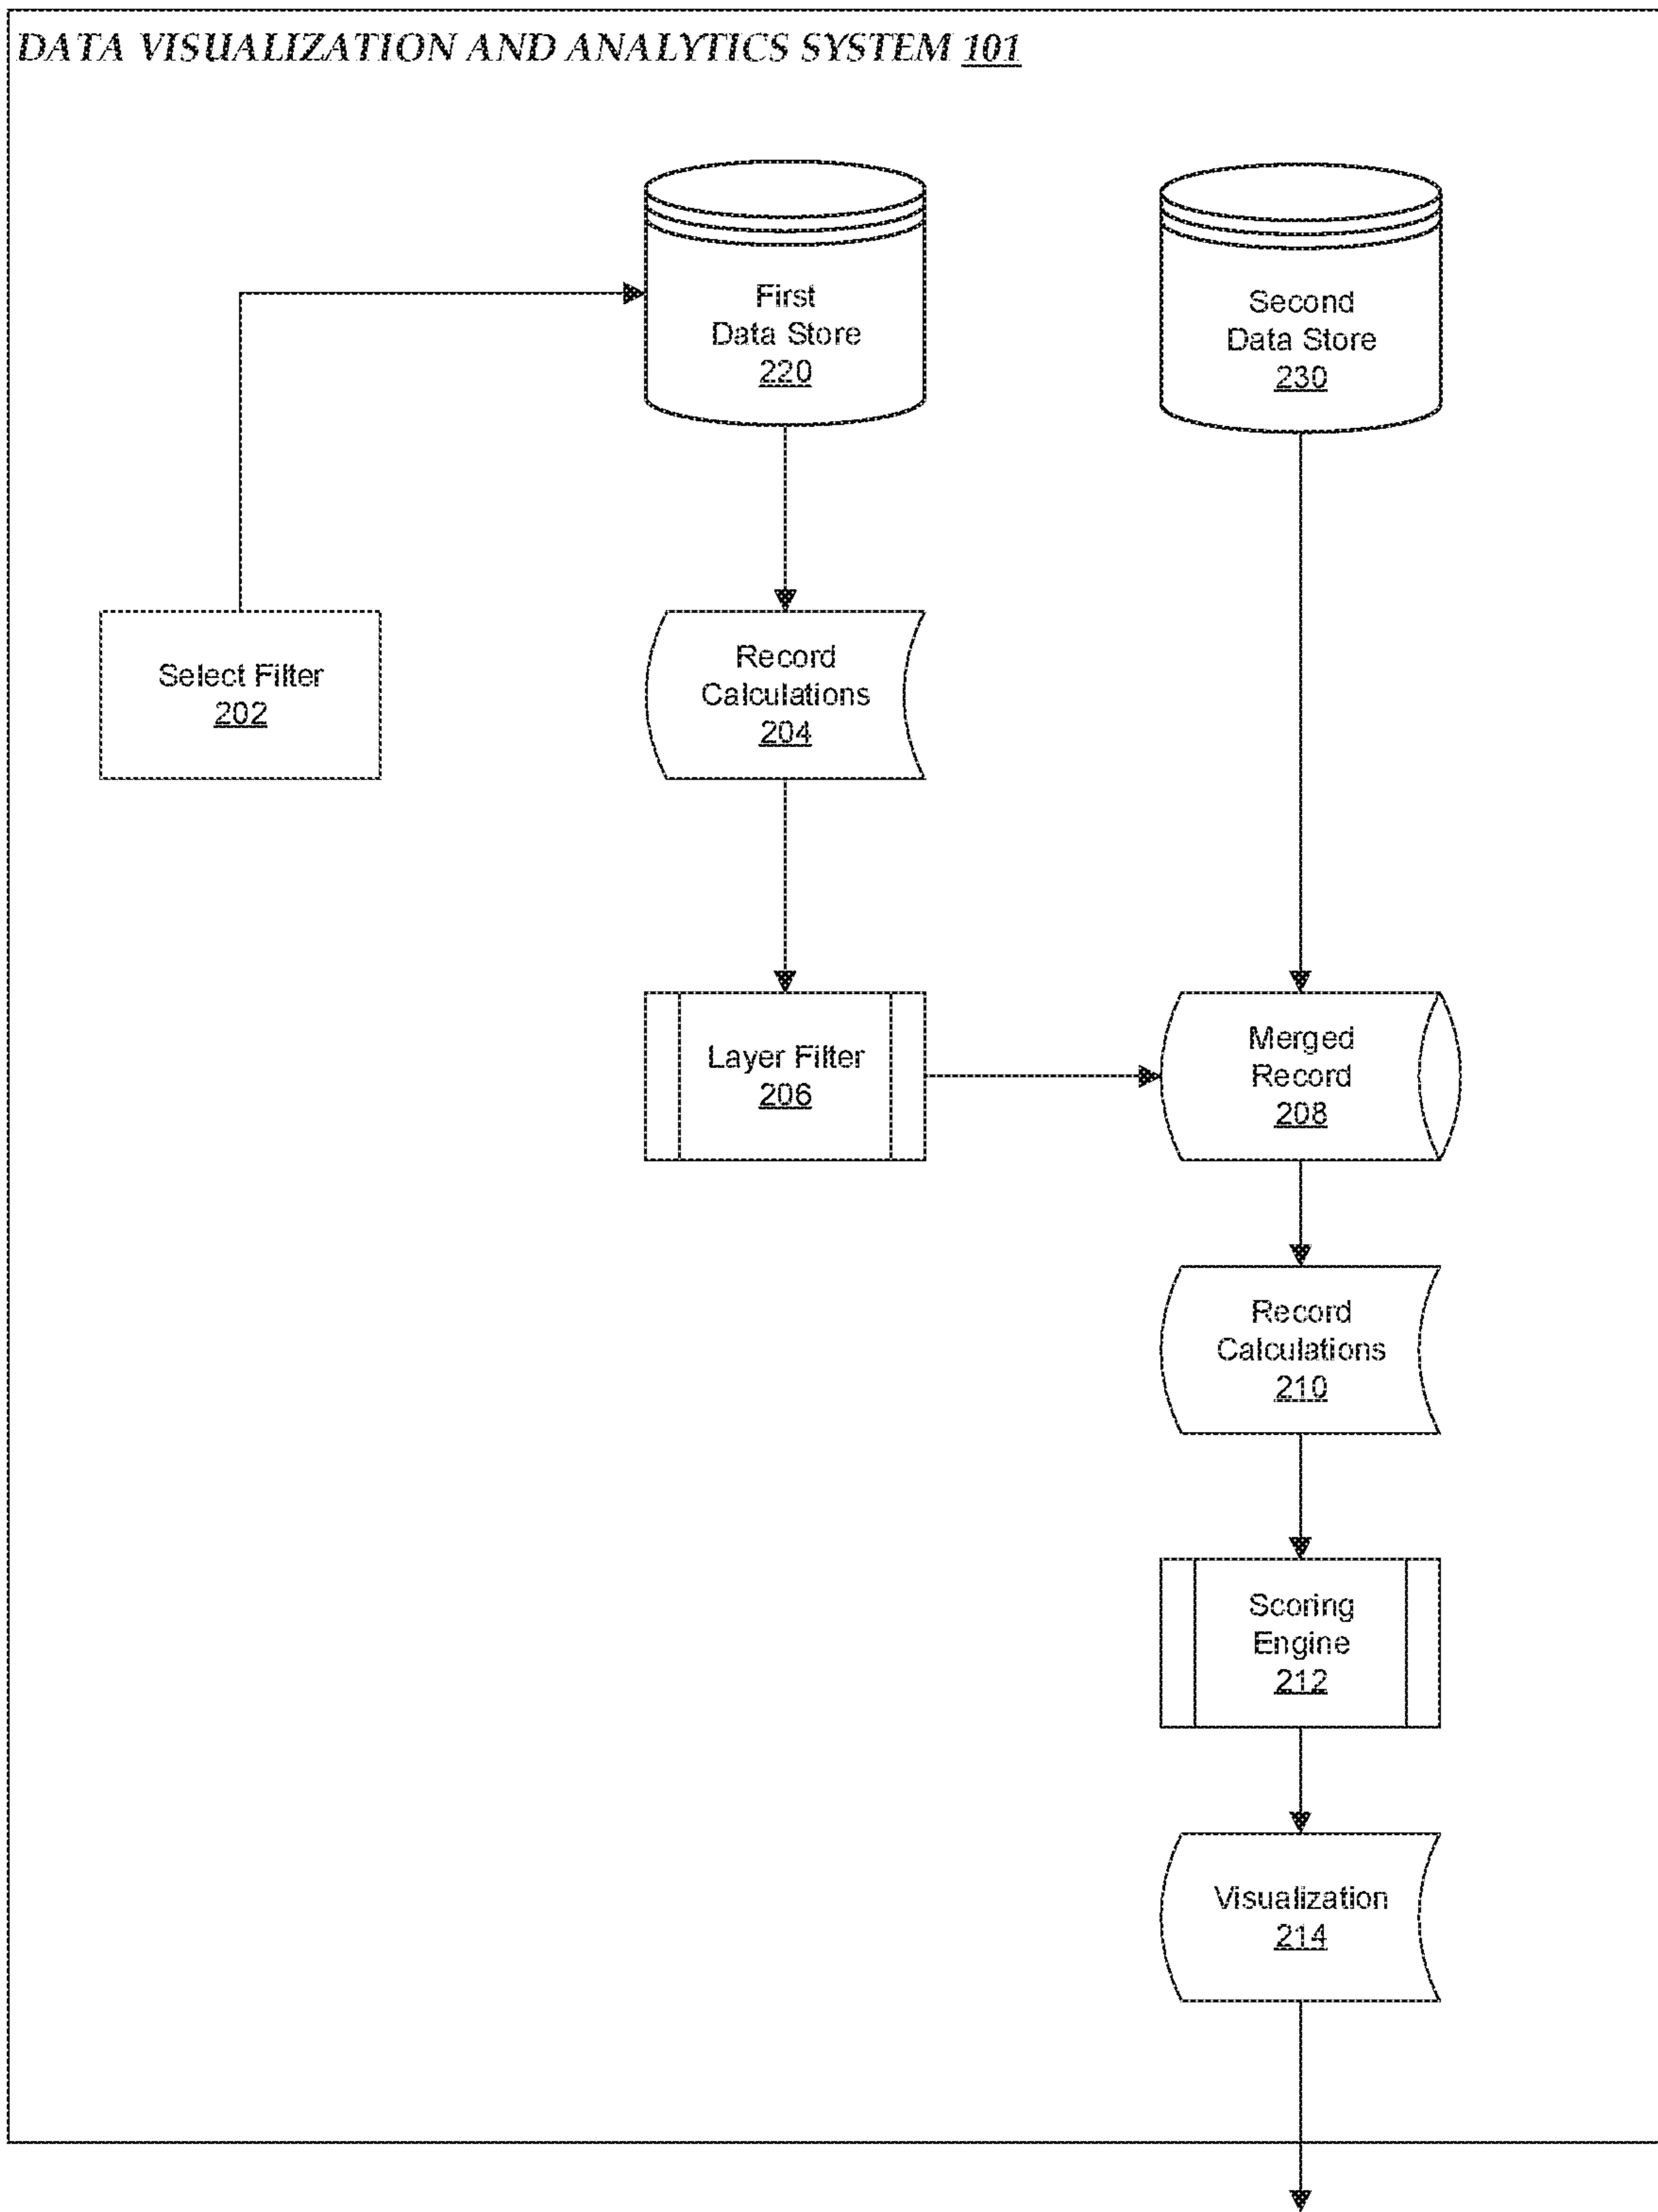 DATA VISUALIZATION AND ANALYTICS SYSTEM 101
First
Data Store
220
Second
Data Store
230
Select Filter
202
Record
Calculations
204
Layer Filter
206
Merged
Record
208
Record
Calculations
210
Scoring
Engine
212
Visualization
214